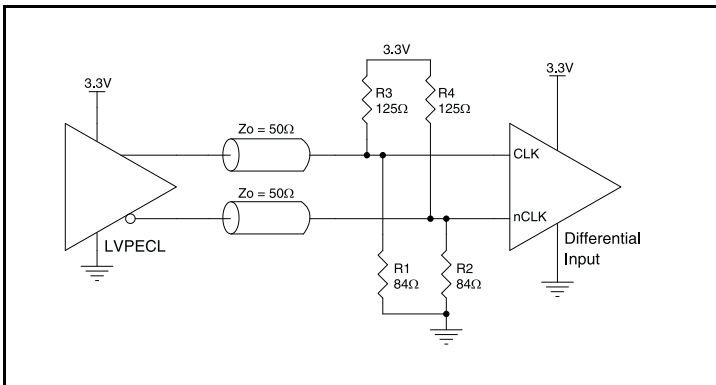 3.3V
3.3V
3.3V
R3
125Ω
R4
125Ω
Zo = 50Ω
CLK
Zo = 50Ω
nCLK
LVPECL
Differential
Input
R1
84Ω
R2
84Ω